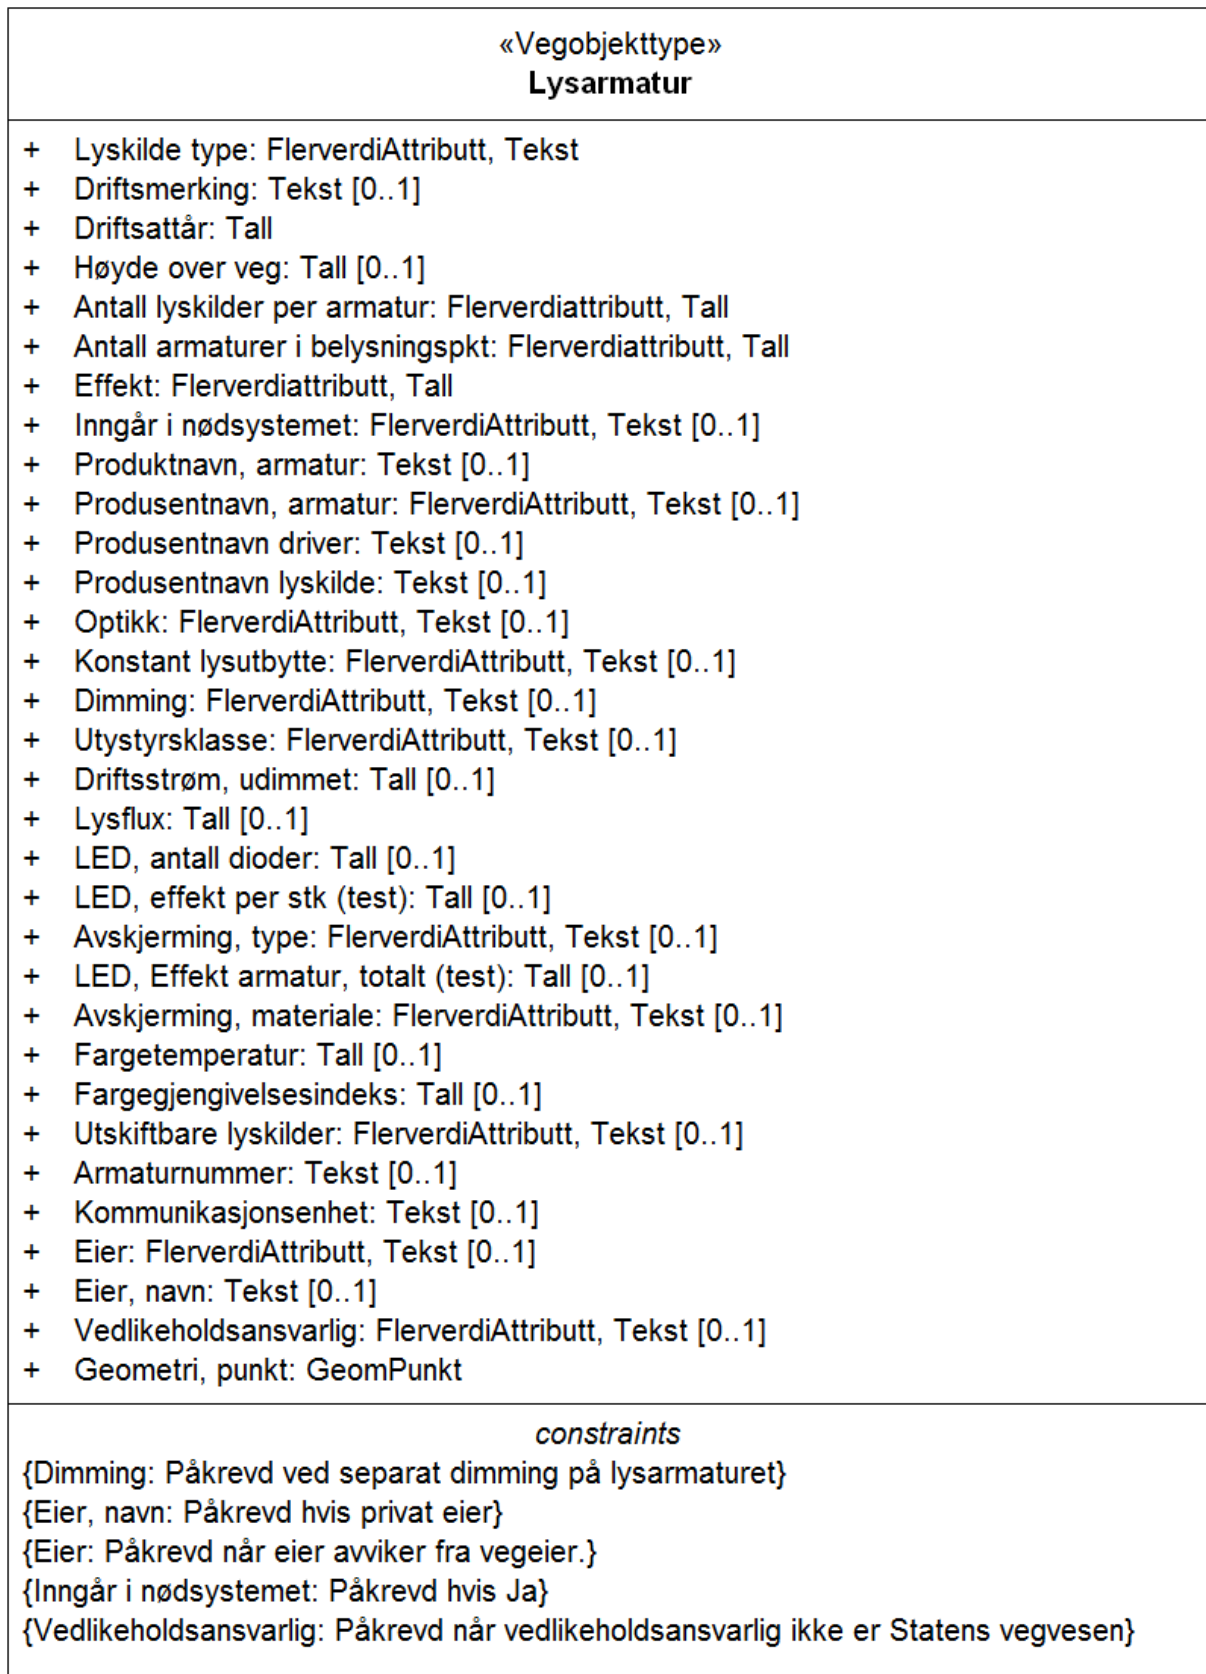 «Vegobjekttype»
Lysarmatur
+ Lyskilde type: FlerverdiAttributt, Tekst
+ Driftsmerking: Tekst [0..1]
+ Driftsattår: Tall
+ Høyde over veg: Tall [0..1]
+ Antall lyskilder per armatur: Flerverdiattributt, Tall
+ Antall armaturer i belysningspkt: Flerverdiattributt, Tall
+ Effekt: Flerverdiattributt, Tall
+ Inngår i nødsystemet: FlerverdiAttributt, Tekst [0..1]
+ Produktnavn, armatur: Tekst [0..1]
+ Produsentnavn, armatur: FlerverdiAttributt, Tekst [0..1]
+ Produsentnavn driver: Tekst [0..1]
+ Produsentnavn lyskilde: Tekst [0..1]
+ Optikk: FlerverdiAttributt, Tekst [0..1]
+ Konstant lysutbytte: FlerverdiAttributt, Tekst [0..1]
+ Dimming: FlerverdiAttributt, Tekst [0..1]
+ Utystyrsklasse: FlerverdiAttributt, Tekst [0..1]
+ Driftsstrøm, udimmet: Tall [0..1]
+ Lysflux: Tall [0..1]
+ LED, antall dioder: Tall [0..1]
+ LED, effekt per stk (test): Tall [0..1]
+ Avskjerming, type: FlerverdiAttributt, Tekst [0..1]
+ LED, Effekt armatur, totalt (test): Tall [0..1]
+ Avskjerming, materiale: FlerverdiAttributt, Tekst [0..1]
+ Fargetemperatur: Tall [0..1]
+ Fargegjengivelsesindeks: Tall [0..1]
+ Utskiftbare lyskilder: FlerverdiAttributt, Tekst [0..1]
+ Armaturnummer: Tekst [0..1]
+ Kommunikasjonsenhet: Tekst [0..1]
+ Eier: FlerverdiAttributt, Tekst [0..1]
+ Eier, navn: Tekst [0..1]
+ Vedlikeholdsansvarlig: FlerverdiAttributt, Tekst [0..1]
+ Geometri, punkt: GeomPunkt
constraints
{Dimming: Påkrevd ved separat dimming på lysarmaturet}
{Eier, navn: Påkrevd hvis privat eier}
{Eier: Påkrevd når eier avviker fra vegeier.}
{Inngår i nødsystemet: Påkrevd hvis Ja}
{Vedlikeholdsansvarlig: Påkrevd når vedlikeholdsansvarlig ikke er Statens vegvesen}